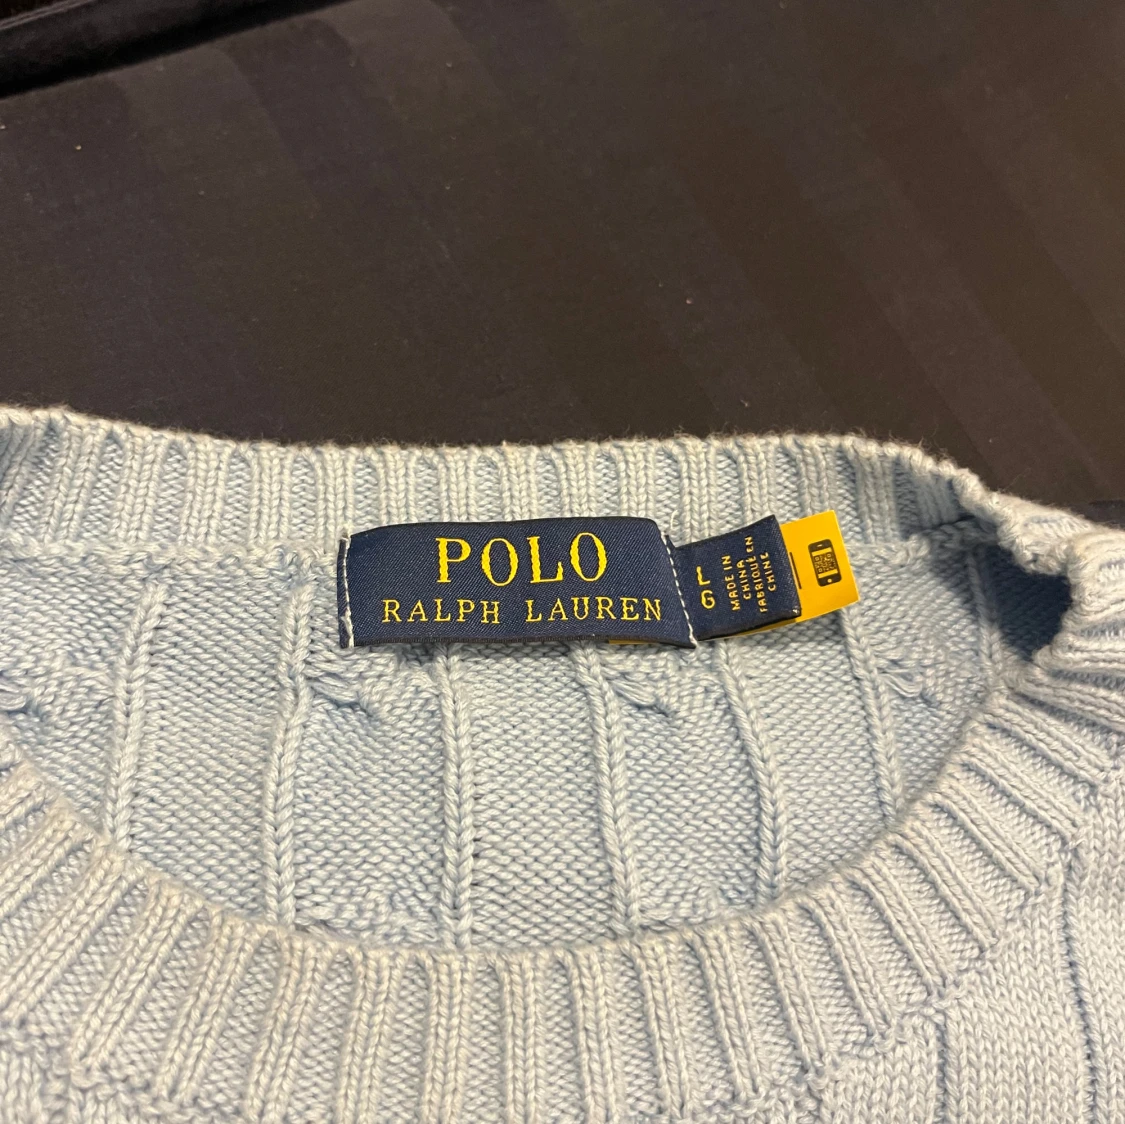 POLO
RALPH LAUREN
L
G
MADE IN
CHINA
FABRIQUÉ EN
CHINE